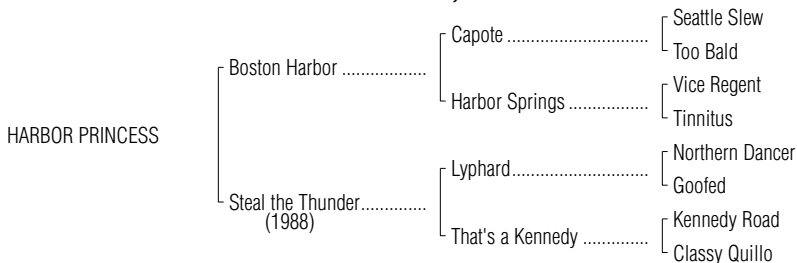 Seattle Slew
Capote ..............................
Too Bald
Boston Harbor ..................
Vice Regent
Harbor Springs .................
Tinnitus
HARBOR PRINCESS
Northern Dancer
Lyphard.............................
Goofed
Steal the Thunder..............
(1988)
Kennedy Road
That's a Kennedy ..............
Classy Quillo